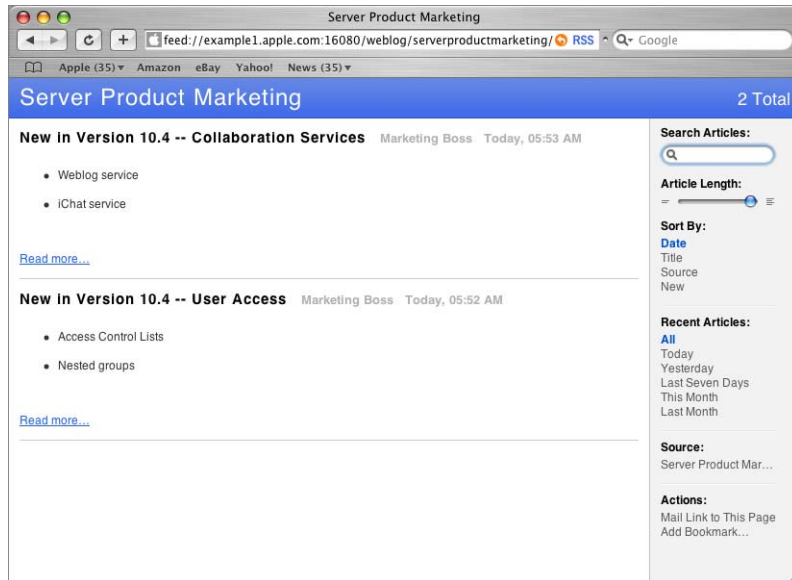 Server Product Marketing
feed://example1.apple.com:16080/weblog/serverproductmarketing/ RSS Google
Apple (35) Amazon eBay Yahoo! News (35)
Server Product Marketing 2 Total
New in Version 10.4 -- Collaboration Services Marketing Boss Today, 05:53 AM
• Weblog service
• iChat service
Read more…
New in Version 10.4 -- User Access Marketing Boss Today, 05:52 AM
• Access Control Lists
• Nested groups
Read more…
Search Articles:
Article Length:
Sort By:
Date
Title
Source
New
Recent Articles:
All
Today
Yesterday
Last Seven Days
This Month
Last Month
Source:
Server Product Mar…
Actions:
Mail Link to This Page
Add Bookmark…